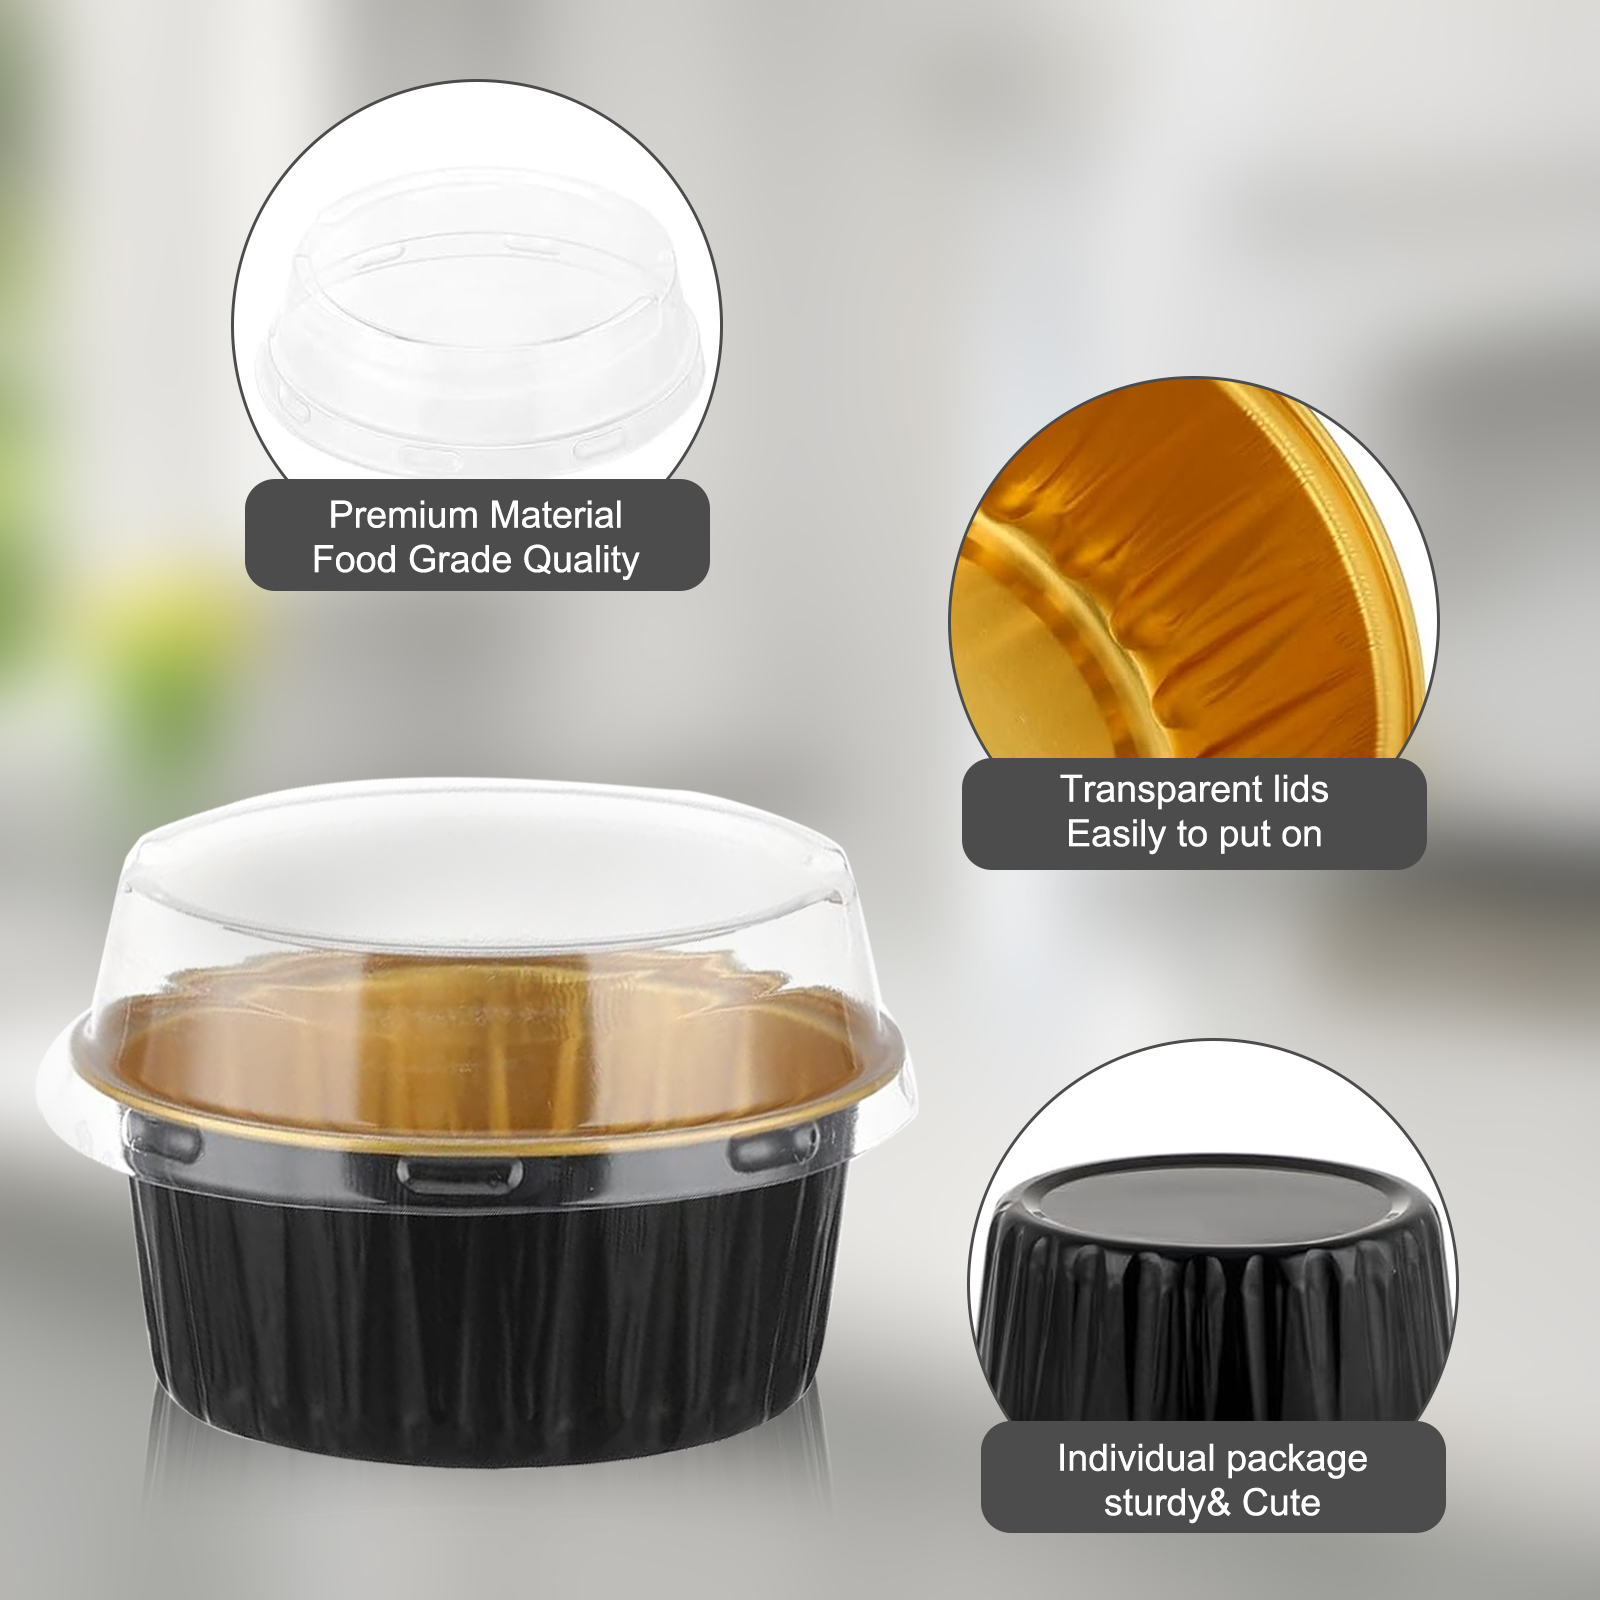 Premium Material
Food Grade Quality
Transparent lids
Easily to put on
Individual package
sturdy& Cute